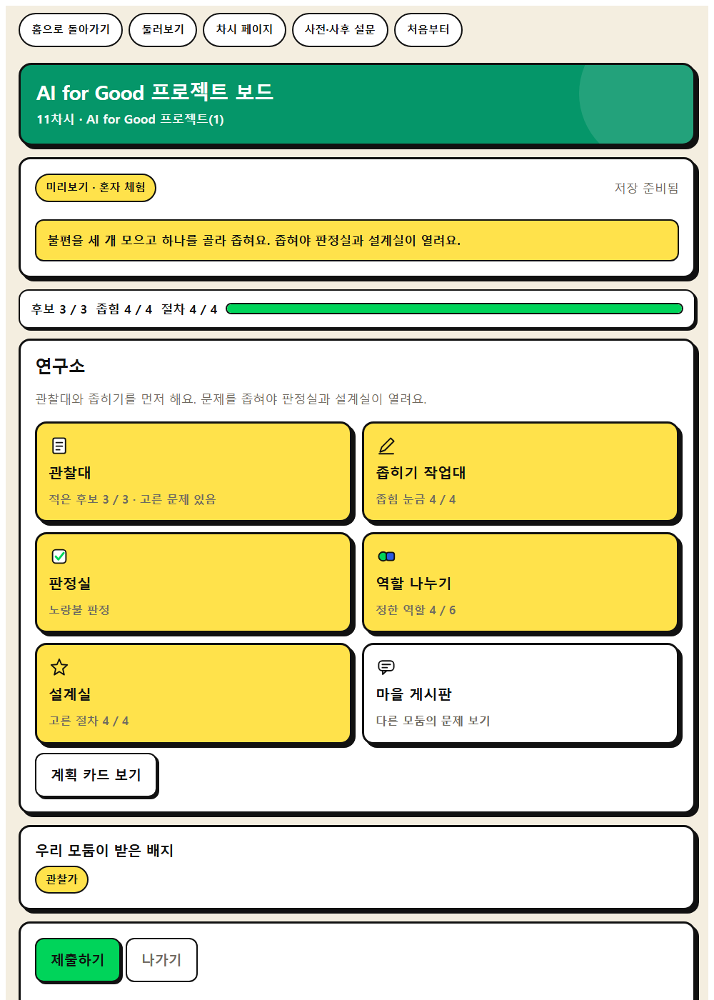 홈으로 돌아가기 둘러보기 차시 페이지 사전·사후 설문 처음부터
AI for Good 프로젝트 보드
11차시 · AI for Good 프로젝트(1)
미리보기 · 혼자 체험 저장 준비됨
불편을 세 개 모으고 하나를 골라 좁혀요. 좁혀야 판정실과 설계실이 열려요.
후보 3 / 3 좁힘 4 / 4 절차 4 / 4
연구소
관찰대와 좁히기를 먼저 해요. 문제를 좁혀야 판정실과 설계실이 열려요.
관찰대
적은 후보 3 / 3 · 고른 문제 있음
좁히기 작업대
좁힘 눈금 4 / 4
판정실
노랑불 판정
역할 나누기
정한 역할 4 / 6
설계실
고른 절차 4 / 4
마을 게시판
다른 모둠의 문제 보기
계획 카드 보기
우리 모둠이 받은 배지
관찰가
제출하기 나가기